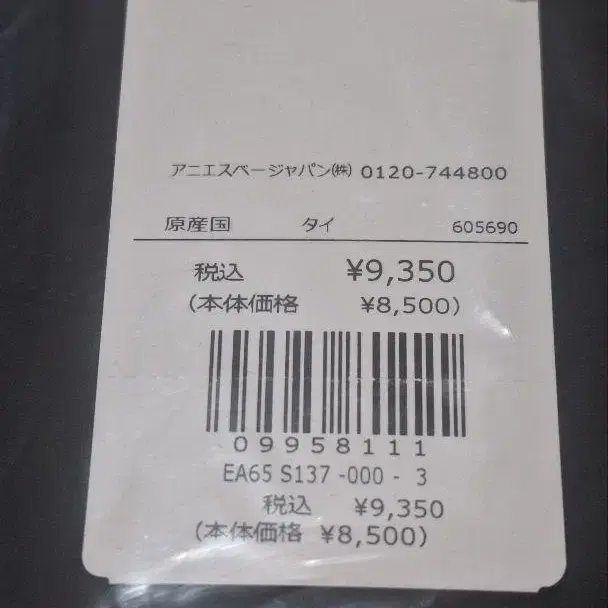 アニエスベージャパン㈱ 0120-744800
原産国 タイ 605690
税込 ¥9,350
(本体価格 ¥8,500)
09958111
EA65 S137 -000 - 3
税込 ¥9,350
(本体価格 ¥8,500)